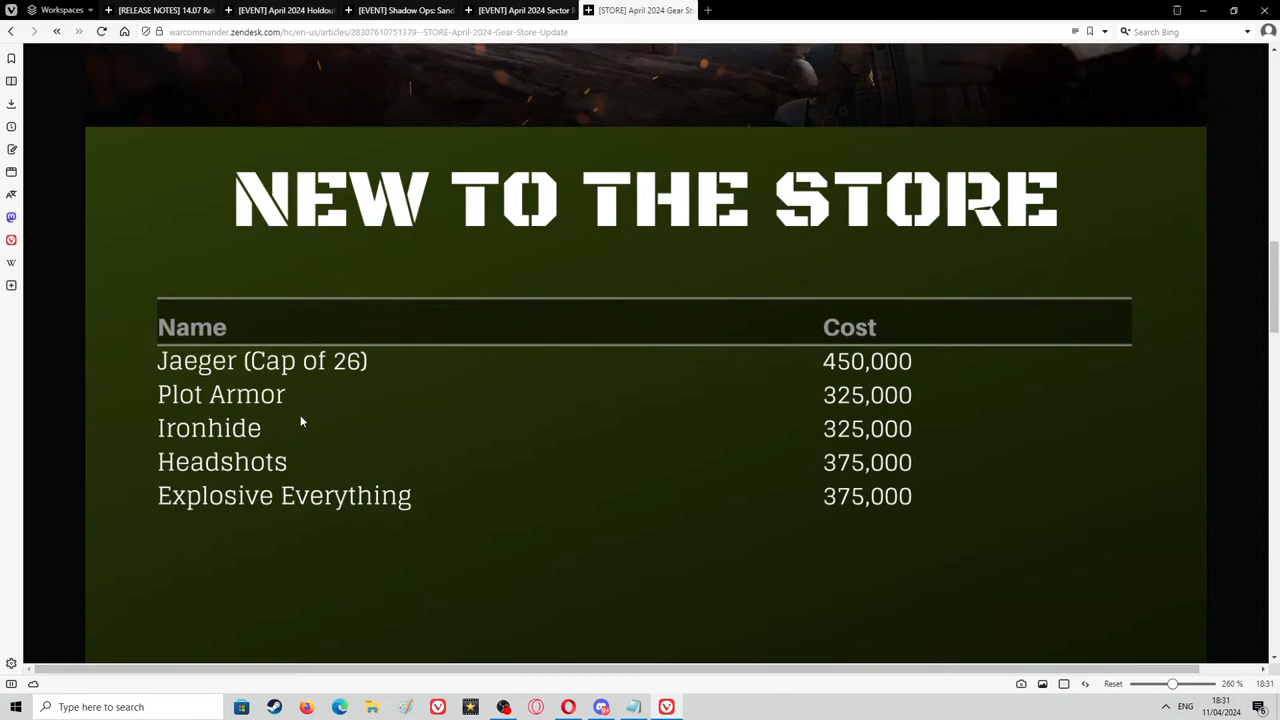 Workspaces
[RELEASE NOTES] 14.07 Re
[EVENT] April 2024 Holdou
[EVENT] Shadow Ops: Sand
[EVENT] April 2024 Sector
[STORE] April 2024 Gear St
warcommander.zendesk.com/hc/en-us/articles/28307610751379--STORE-April-2024-Gear-Store-Update
Search Bing
NEW TO THE STORE
Name Cost
Jaeger (Cap of 26) 450,000
Plot Armor 325,000
Ironhide 325,000
Headshots 375,000
Explosive Everything 375,000
Reset 260 % 18:31
Type here to search
ENG
18:31
11/04/2024
6